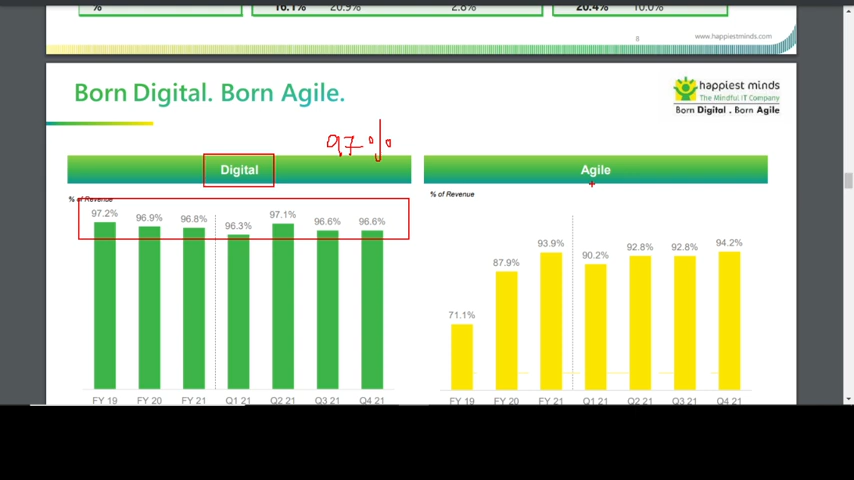 %
16.1%
20.9%
2.8%
20.4%
10.0%
8
www.happiestminds.com
Born Digital. Born Agile.
happiest minds
The Mindful IT Company
Born Digital . Born Agile
97%
Digital
Agile
% of Revenue
% of Revenue
97.2% 96.9% 96.8% 96.3% 97.1% 96.6% 96.6%
FY 19 FY 20 FY 21 Q1 21 Q2 21 Q3 21 Q4 21
71.1% 87.9% 93.9% 90.2% 92.8% 92.8% 94.2%
FY 19 FY 20 FY 21 Q1 21 Q2 21 Q3 21 Q4 21